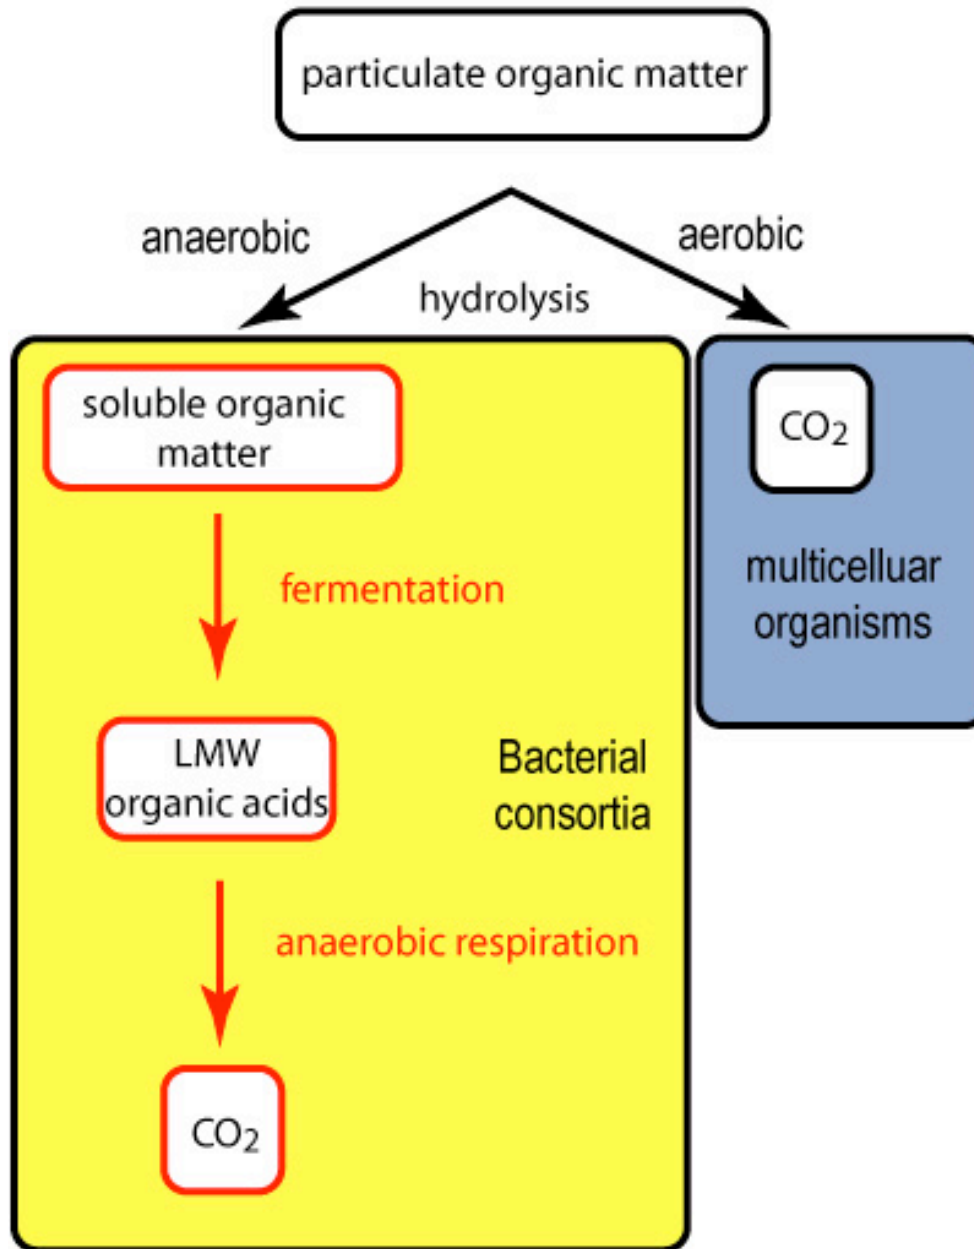 particulate organic matter
anaerobic
aerobic
hydrolysis
soluble organic
matter
CO₂
fermentation
multicelluar
organisms
LMW
organic acids
Bacterial
consortia
anaerobic respiration
CO₂